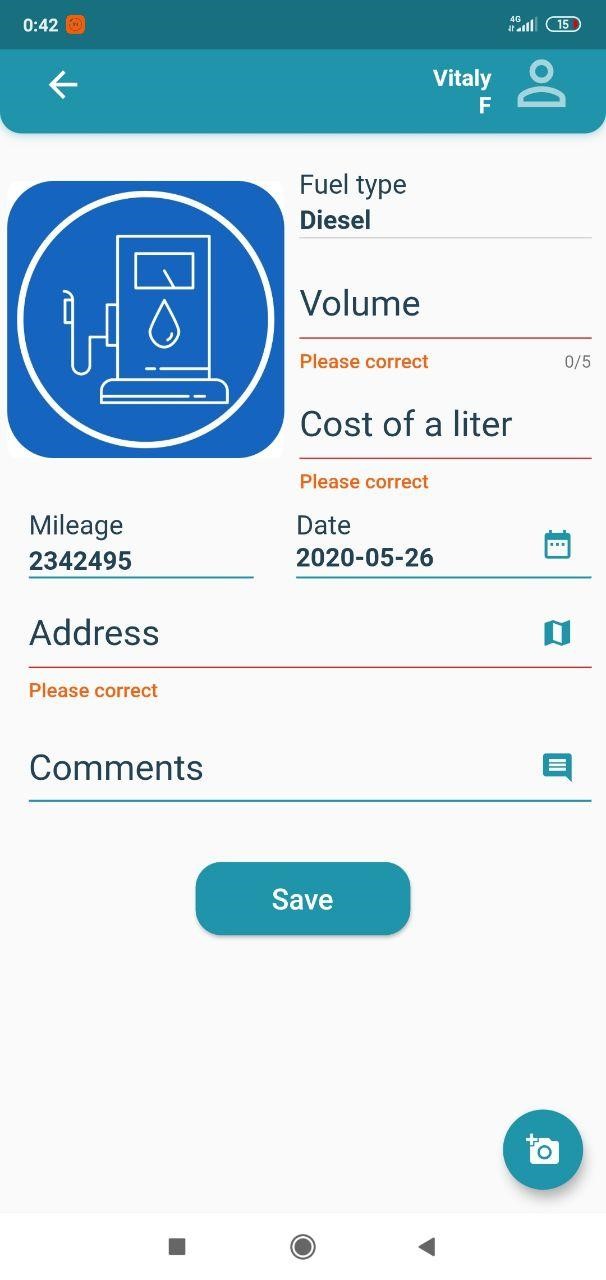 0:42
4G
15
Vitaly
F
Fuel type
Diesel
Volume
Please correct
0/5
Cost of a liter
Please correct
Mileage
2342495
Date
2020-05-26
Address
Please correct
Comments
Save